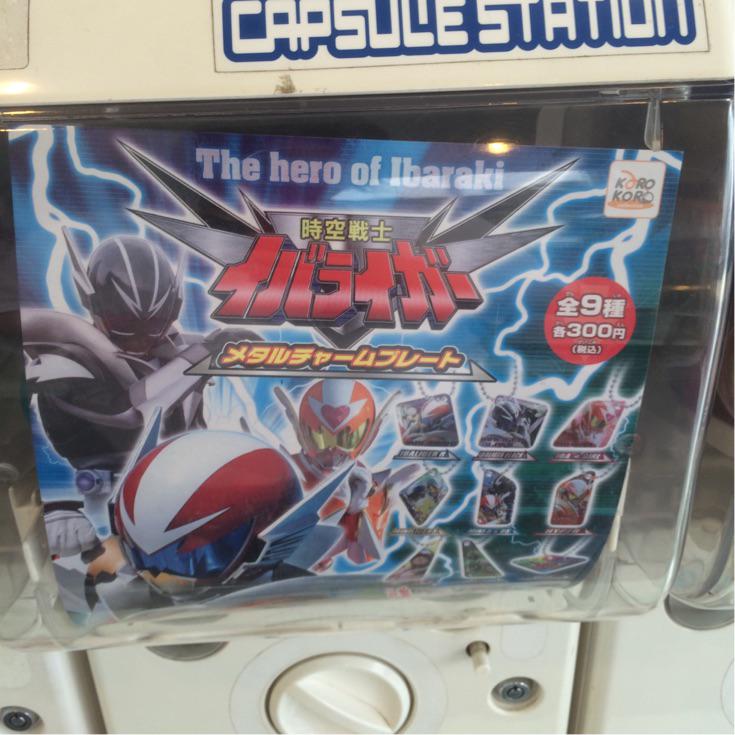 CAPSULE STATION
The hero of Ibaraki
KORO
KORO
時空戦士
イバライガー
メタルチャームプレート
全9種
各300円
(税込)